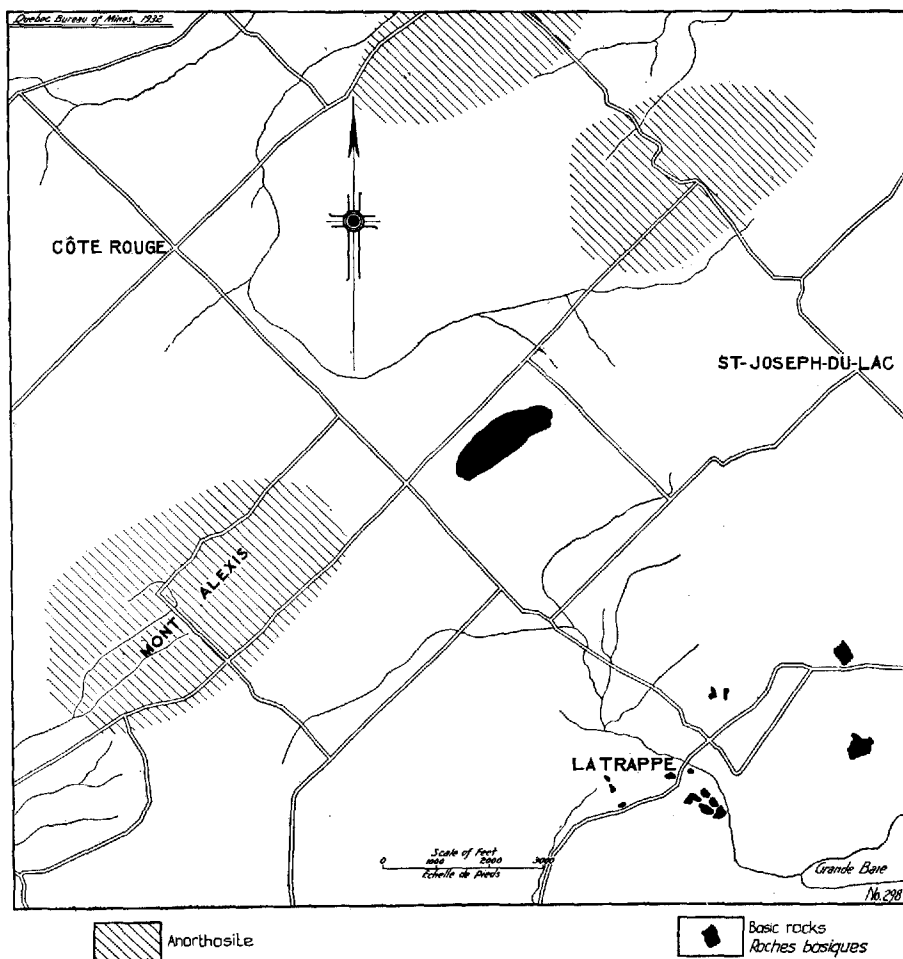 Quebec Bureau of Mines, 1932
CÔTE ROUGE
ST-JOSEPH-DU-LAC
MONT ALEXIS
LA TRAPPE
Scale of Feet
0 1000 2000 3000
Echelle de Pieds
Grande Baie
No. 298
Anorthosite
Basic rocks
Roches basiques